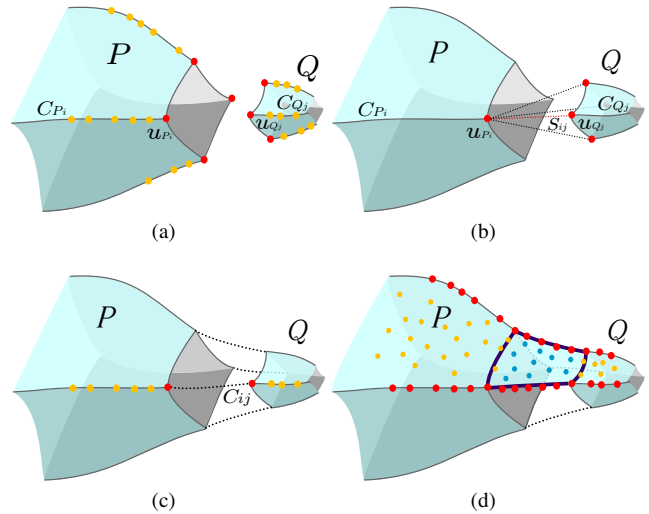 P Q
C_{P_i} u_{P_i} C_{Q_j} u_{Q_j}
(a)
P Q
C_{P_i} u_{P_i} S_{ij} C_{Q_j} u_{Q_j}
(b)
P Q
C_{ij}
(c)
P Q
(d)